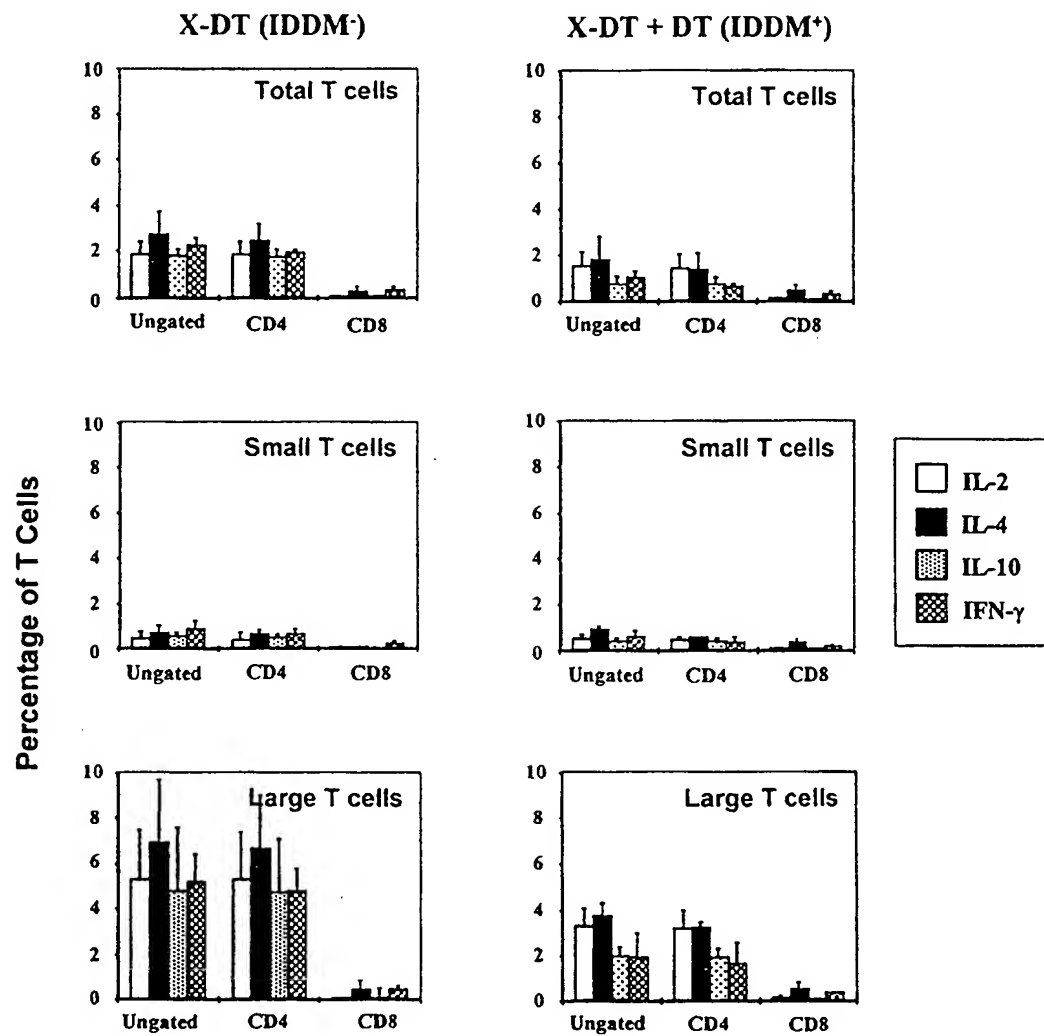 X-DT (IDDM⁻)
X-DT + DT (IDDM⁺)
10
8
6
4
2
0
Total T cells
Ungated CD4 CD8
10
8
6
4
2
0
Total T cells
Ungated CD4 CD8
Percentage of T Cells
10
8
6
4
2
0
Small T cells
Ungated CD4 CD8
10
8
6
4
2
0
Small T cells
Ungated CD4 CD8
IL-2
IL-4
IL-10
IFN-γ
10
8
6
4
2
0
Large T cells
Ungated CD4 CD8
10
8
6
4
2
0
Large T cells
Ungated CD4 CD8